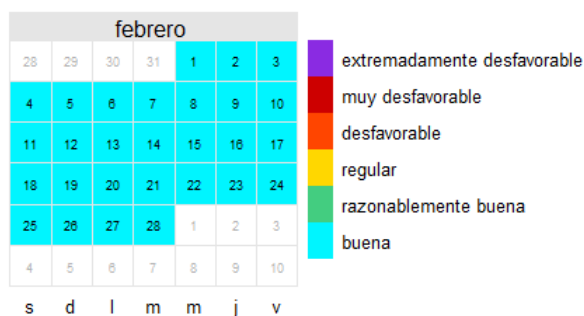 febrero
28 29 30 31 1 2 3
4 5 6 7 8 9 10
11 12 13 14 15 16 17
18 19 20 21 22 23 24
25 26 27 28 1 2 3
4 5 6 7 8 9 10
s d l m m j v
extremadamente desfavorable
muy desfavorable
desfavorable
regular
razonablemente buena
buena